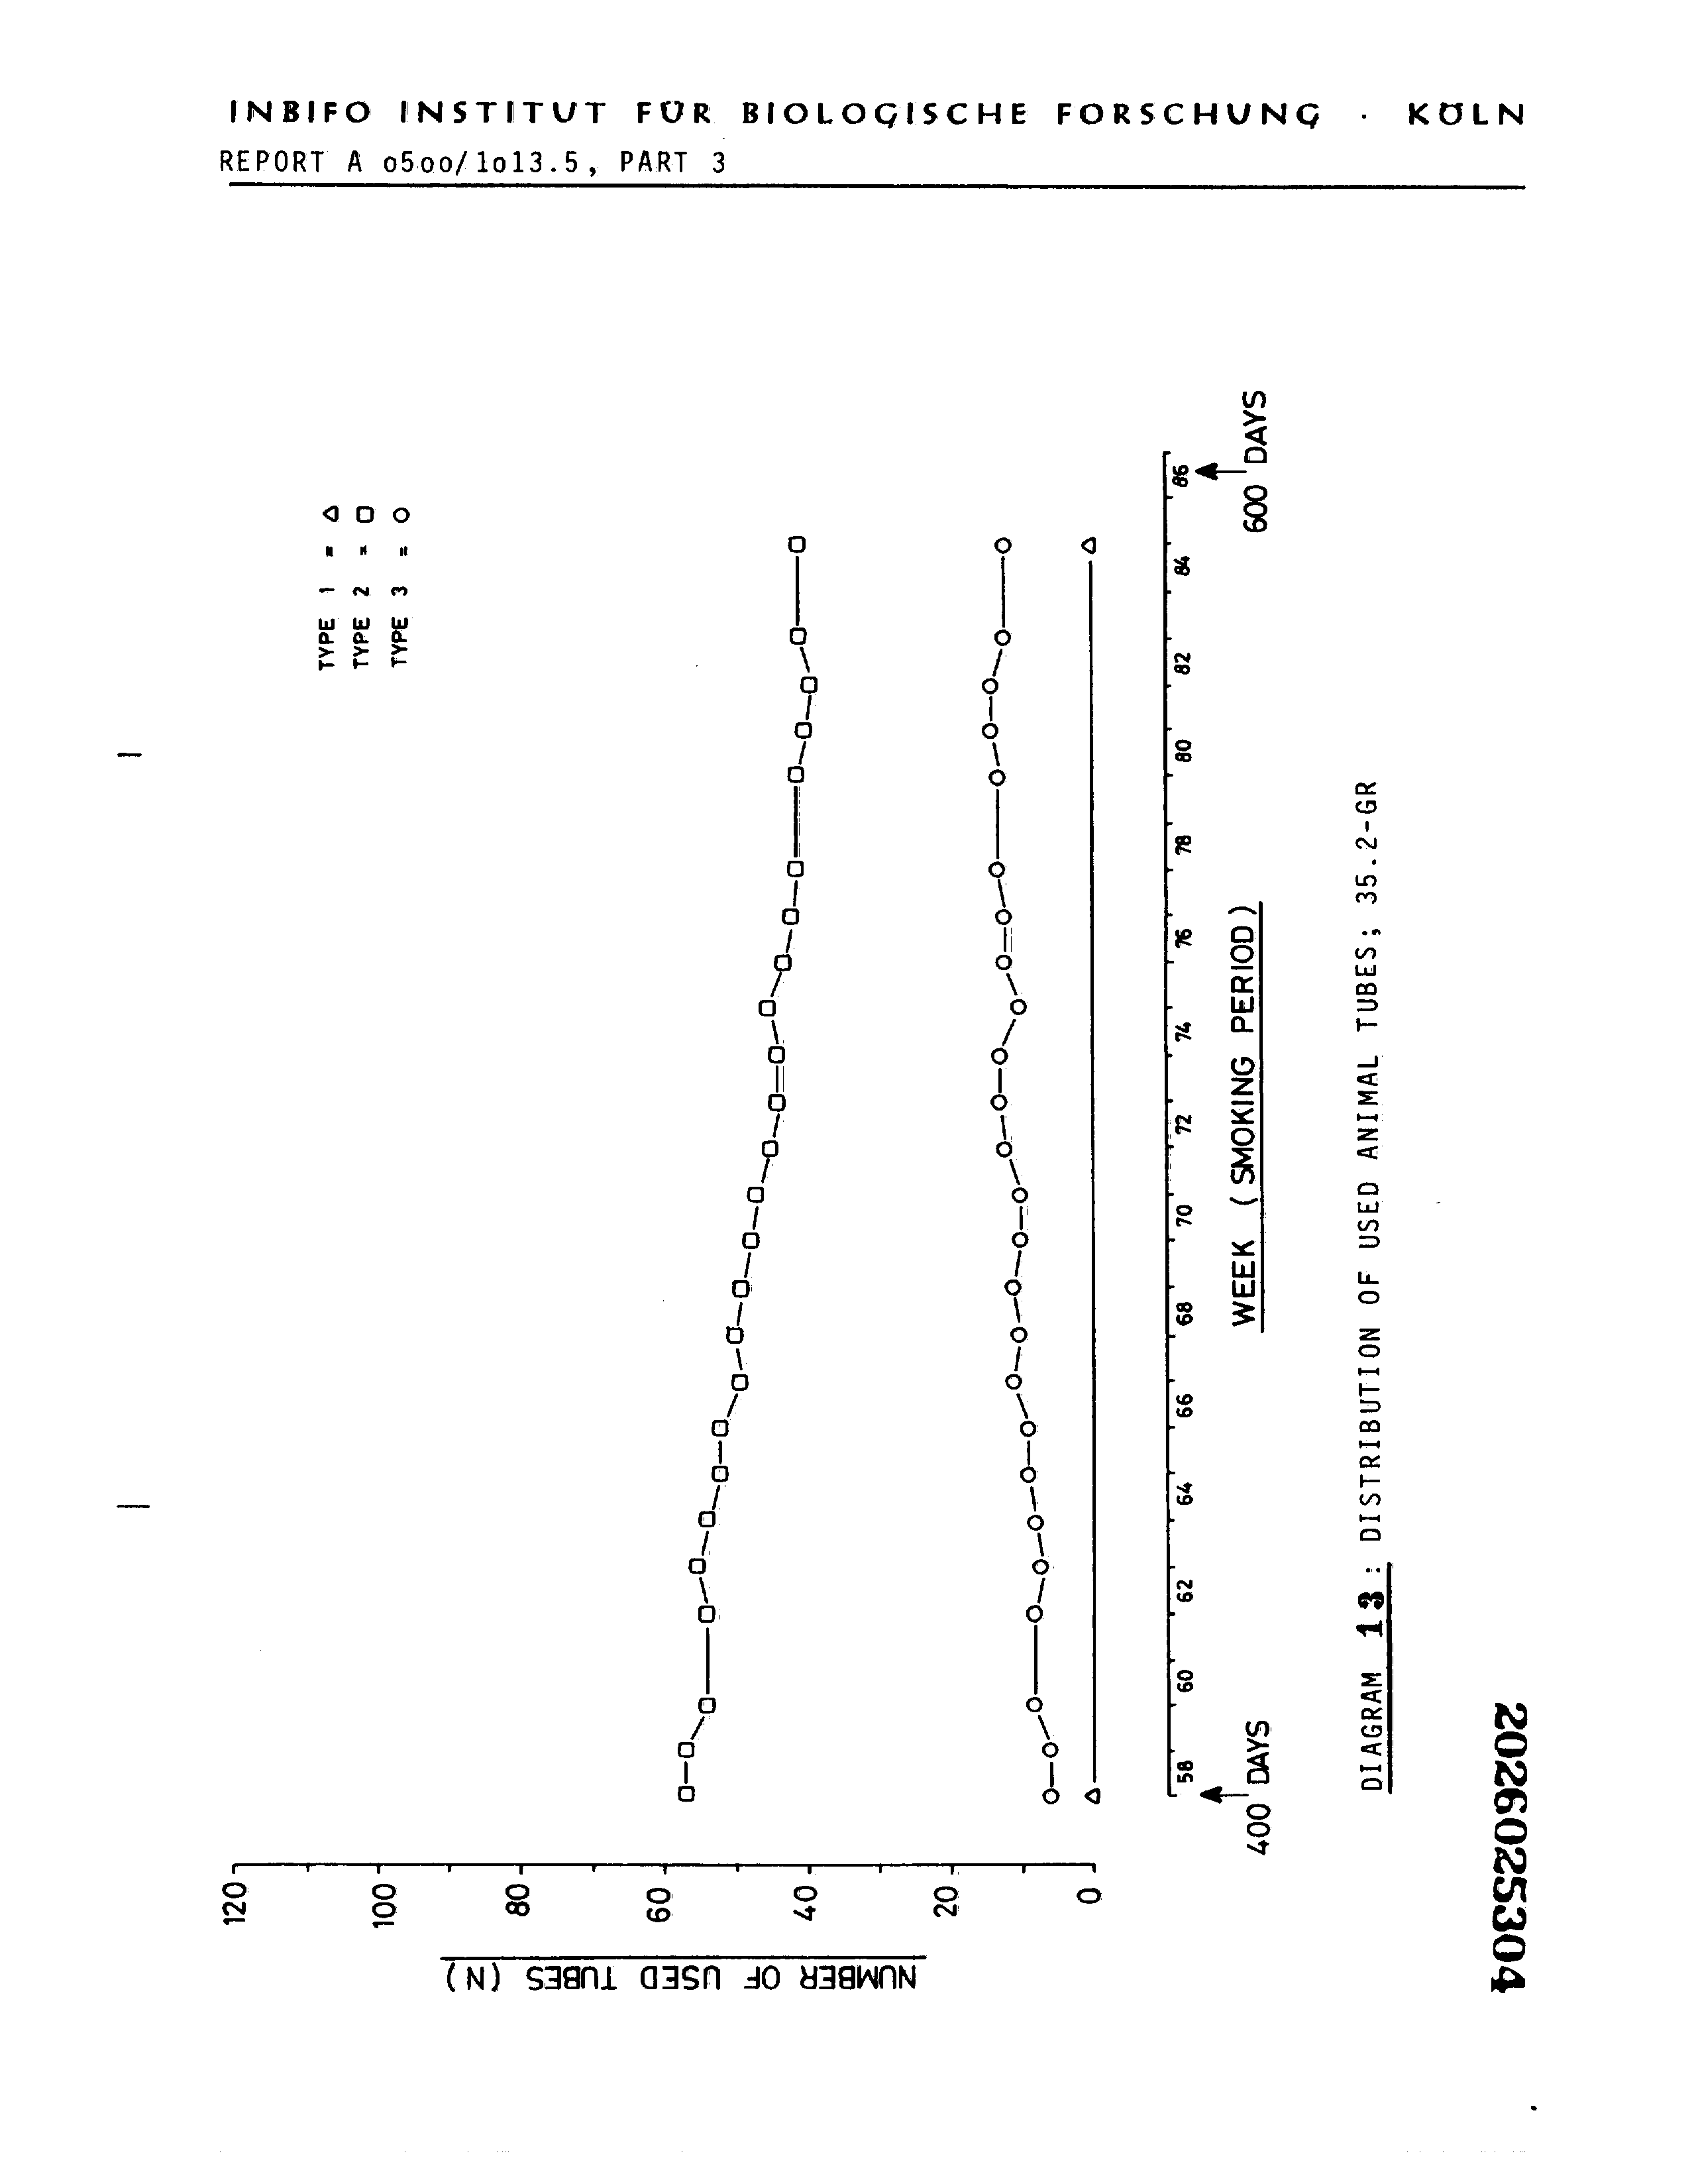 INBIFO INSTITUT FÜR BIOLOGISCHE FORSCHUNG · KÖLN
REPORT A o5oo/1o13.5, PART 3
TYPE 1 = △
TYPE 2 = □
TYPE 3 = ○
NUMBER OF USED TUBES (N)
120
100
80
60
40
20
0
58 60 62 64 66 68 70 72 74 76 78 80 82 84 86
400 DAYS
600 DAYS
WEEK (SMOKING PERIOD)
DIAGRAM 13: DISTRIBUTION OF USED ANIMAL TUBES; 35.2-GR
2026025304